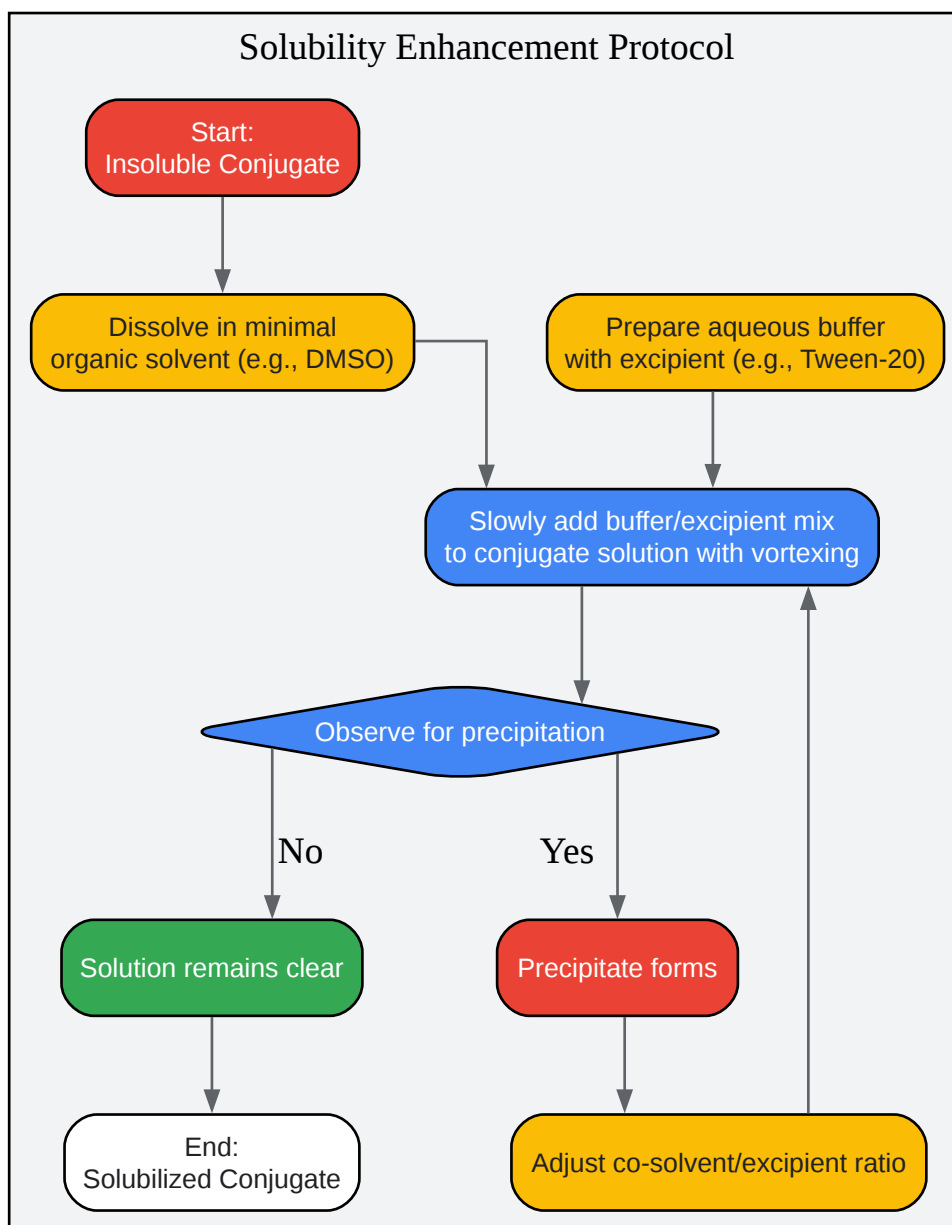 Solubility Enhancement Protocol
Start:
Insoluble Conjugate
Dissolve in minimal
organic solvent (e.g., DMSO)
Prepare aqueous buffer
with excipient (e.g., Tween-20)
Slowly add buffer/excipient mix
to conjugate solution with vortexing
Observe for precipitation
No
Yes
Solution remains clear
Precipitate forms
End:
Solubilized Conjugate
Adjust co-solvent/excipient ratio